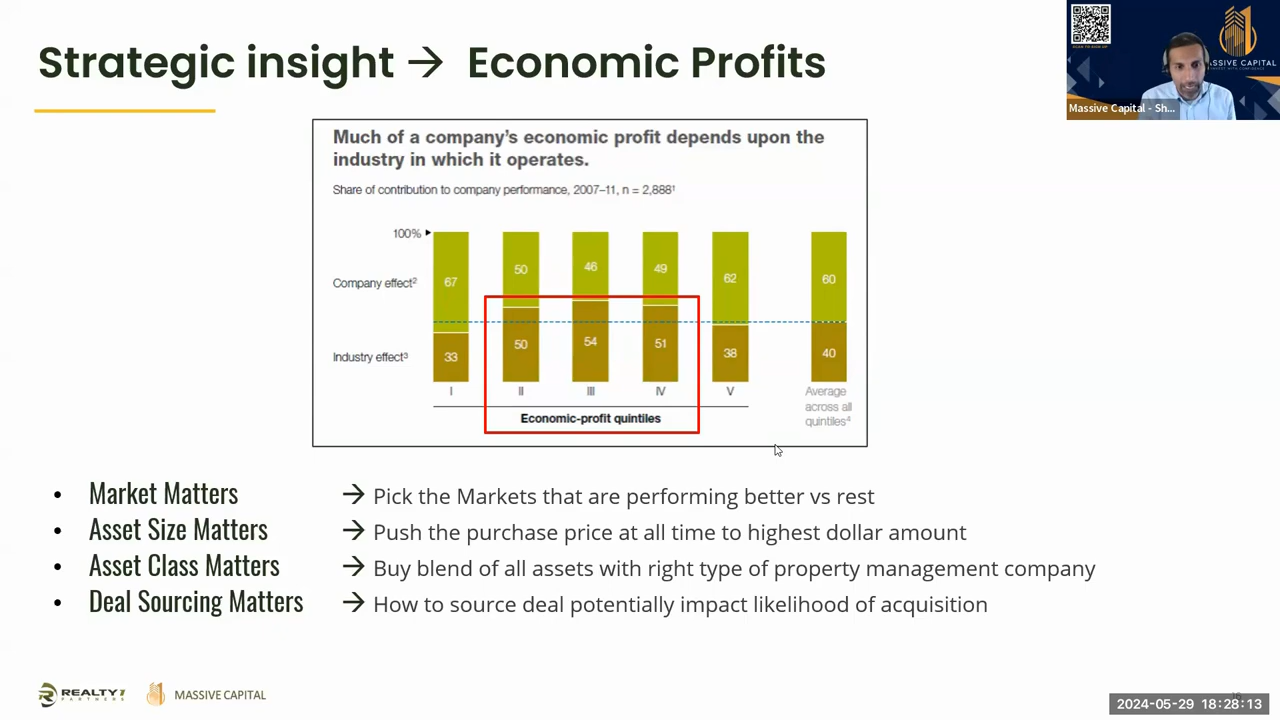 Strategic insight → Economic Profits
Much of a company's economic profit depends upon the
industry in which it operates.
Share of contribution to company performance, 2007–11, n = 2,888¹
100%
Company effect²
67
50
46
49
62
60
Industry effect³
33
50
54
51
38
40
I
II
III
IV
V
Average
across all
quintiles⁴
Economic-profit quintiles
• Market Matters → Pick the Markets that are performing better vs rest
• Asset Size Matters → Push the purchase price at all time to highest dollar amount
• Asset Class Matters → Buy blend of all assets with right type of property management company
• Deal Sourcing Matters → How to source deal potentially impact likelihood of acquisition
REALTY1
PARTNERS
MASSIVE CAPITAL
ASSIVE CAPITAL
Massive Capital - Sh...
2024-05-29 18:28:13